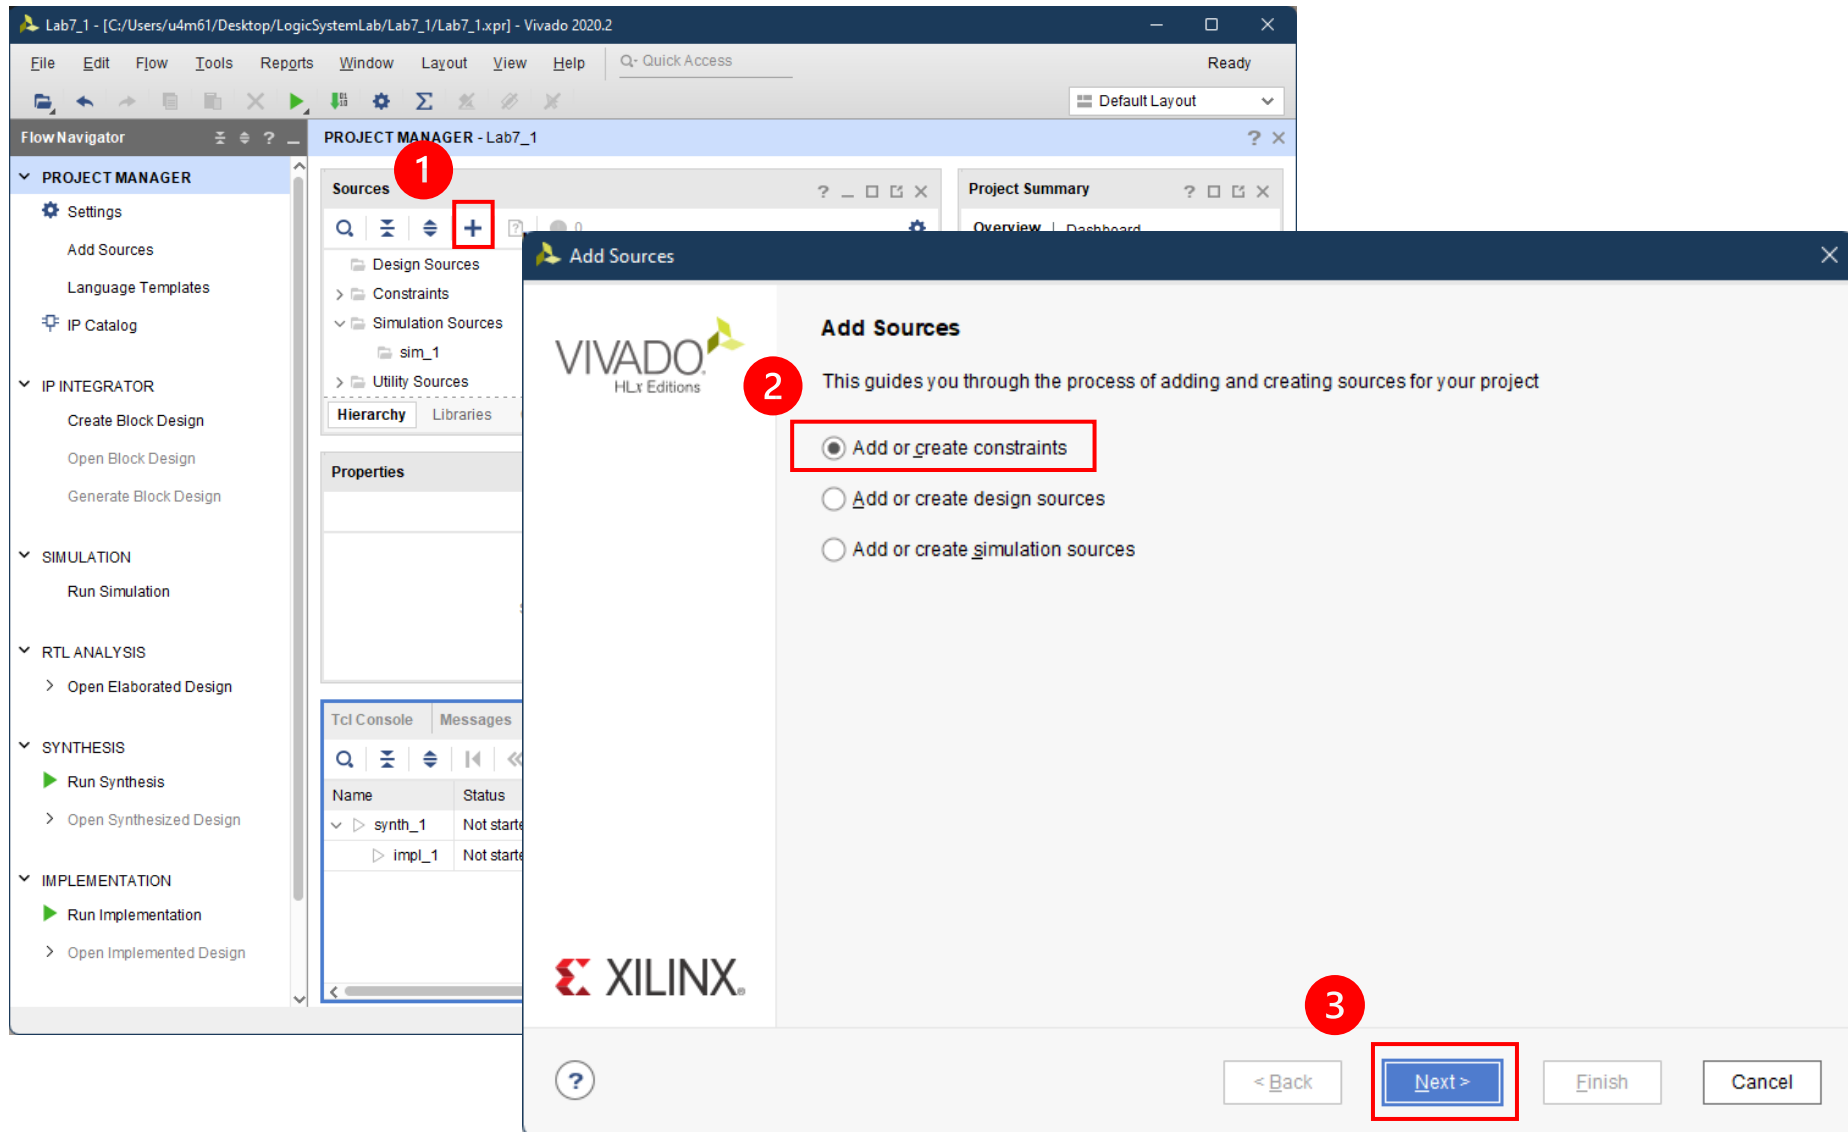 Lab7_1 - [C:/Users/u4m61/Desktop/LogicSystemLab/Lab7_1/Lab7_1.xpr] - Vivado 2020.2
File Edit Flow Tools Reports Window Layout View Help Quick Access Ready
Default Layout
Flow Navigator
PROJECT MANAGER
Settings
Add Sources
Language Templates
IP Catalog
IP INTEGRATOR
Create Block Design
Open Block Design
Generate Block Design
SIMULATION
Run Simulation
RTL ANALYSIS
Open Elaborated Design
SYNTHESIS
Run Synthesis
Open Synthesized Design
IMPLEMENTATION
Run Implementation
Open Implemented Design
PROJECT MANAGER - Lab7_1
1
Sources
0
Design Sources
Constraints
Simulation Sources
sim_1
Utility Sources
Hierarchy Libraries
Project Summary
Overview | Dashboard
Properties
Tcl Console Messages
Name Status
synth_1 Not starte
impl_1 Not starte
Add Sources
VIVADO
HLx Editions
XILINX
Add Sources
2
This guides you through the process of adding and creating sources for your project
Add or create constraints
Add or create design sources
Add or create simulation sources
3
?
< Back Next > Finish Cancel